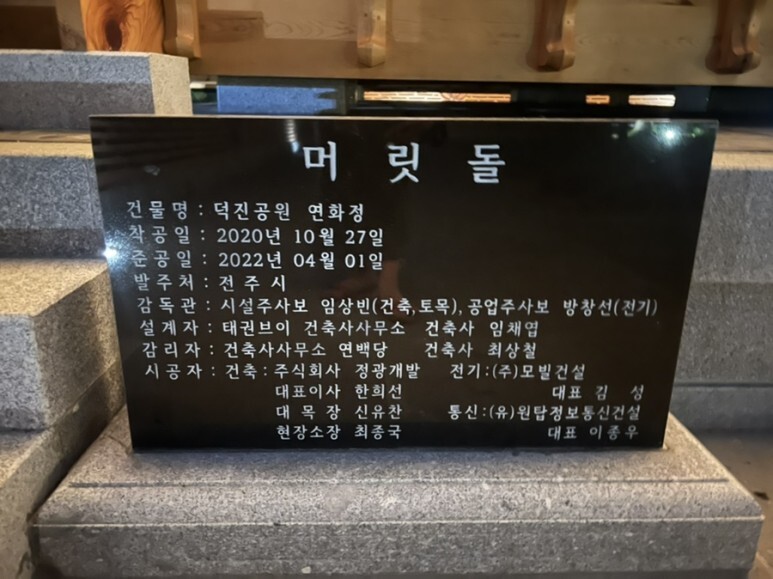 머 릿 돌
건 물 명 : 덕진공원 연화정
착 공 일 : 2020년 10월 27일
준 공 일 : 2022년 04월 01일
발 주 처 : 전 주 시
감 독 관 : 시설주사보 임상빈(건축,토목), 공업주사보 방창선(전기)
설 계 자 : 태권브이 건축사사무소 건축사 임채엽
감 리 자 : 건축사사무소 연백당 건축사 최상철
시 공 자 : 건축 : 주식회사 정광개발 전기 : (주)모빌건설
대표이사 한희선 대표 김 성
대 목 장 신유찬 통신 : (유)원탑정보통신건설
현장소장 최종국 대표 이종우